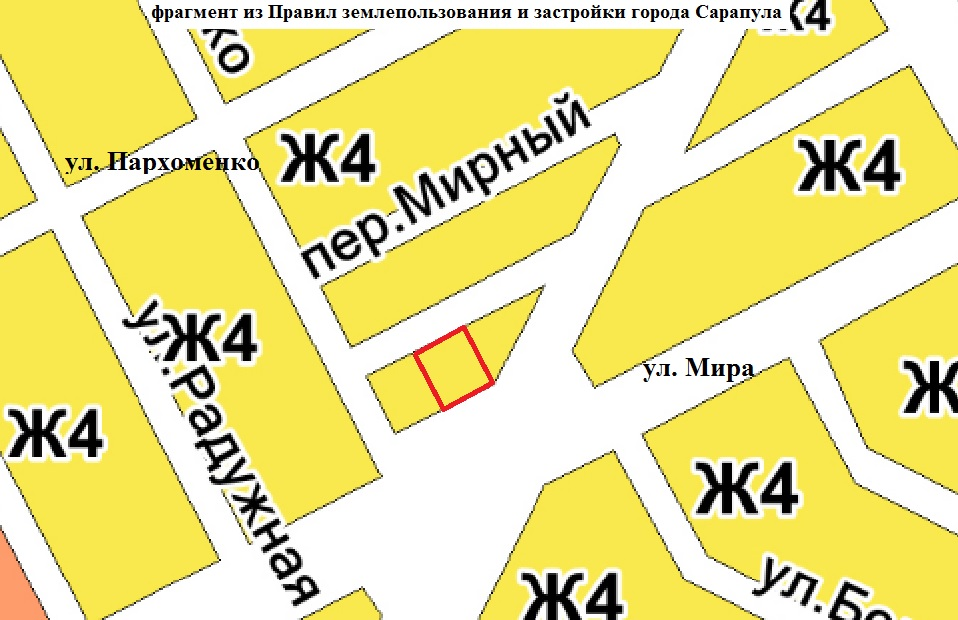 фрагмент из Правил землепользования и застройки города Сарапула
Ж4
ул. Пархоменко
Ж4
пер.Мирный
Ж4
ул.Радужная
Ж4
Ж4
ул. Мира
Ж4
Ж4